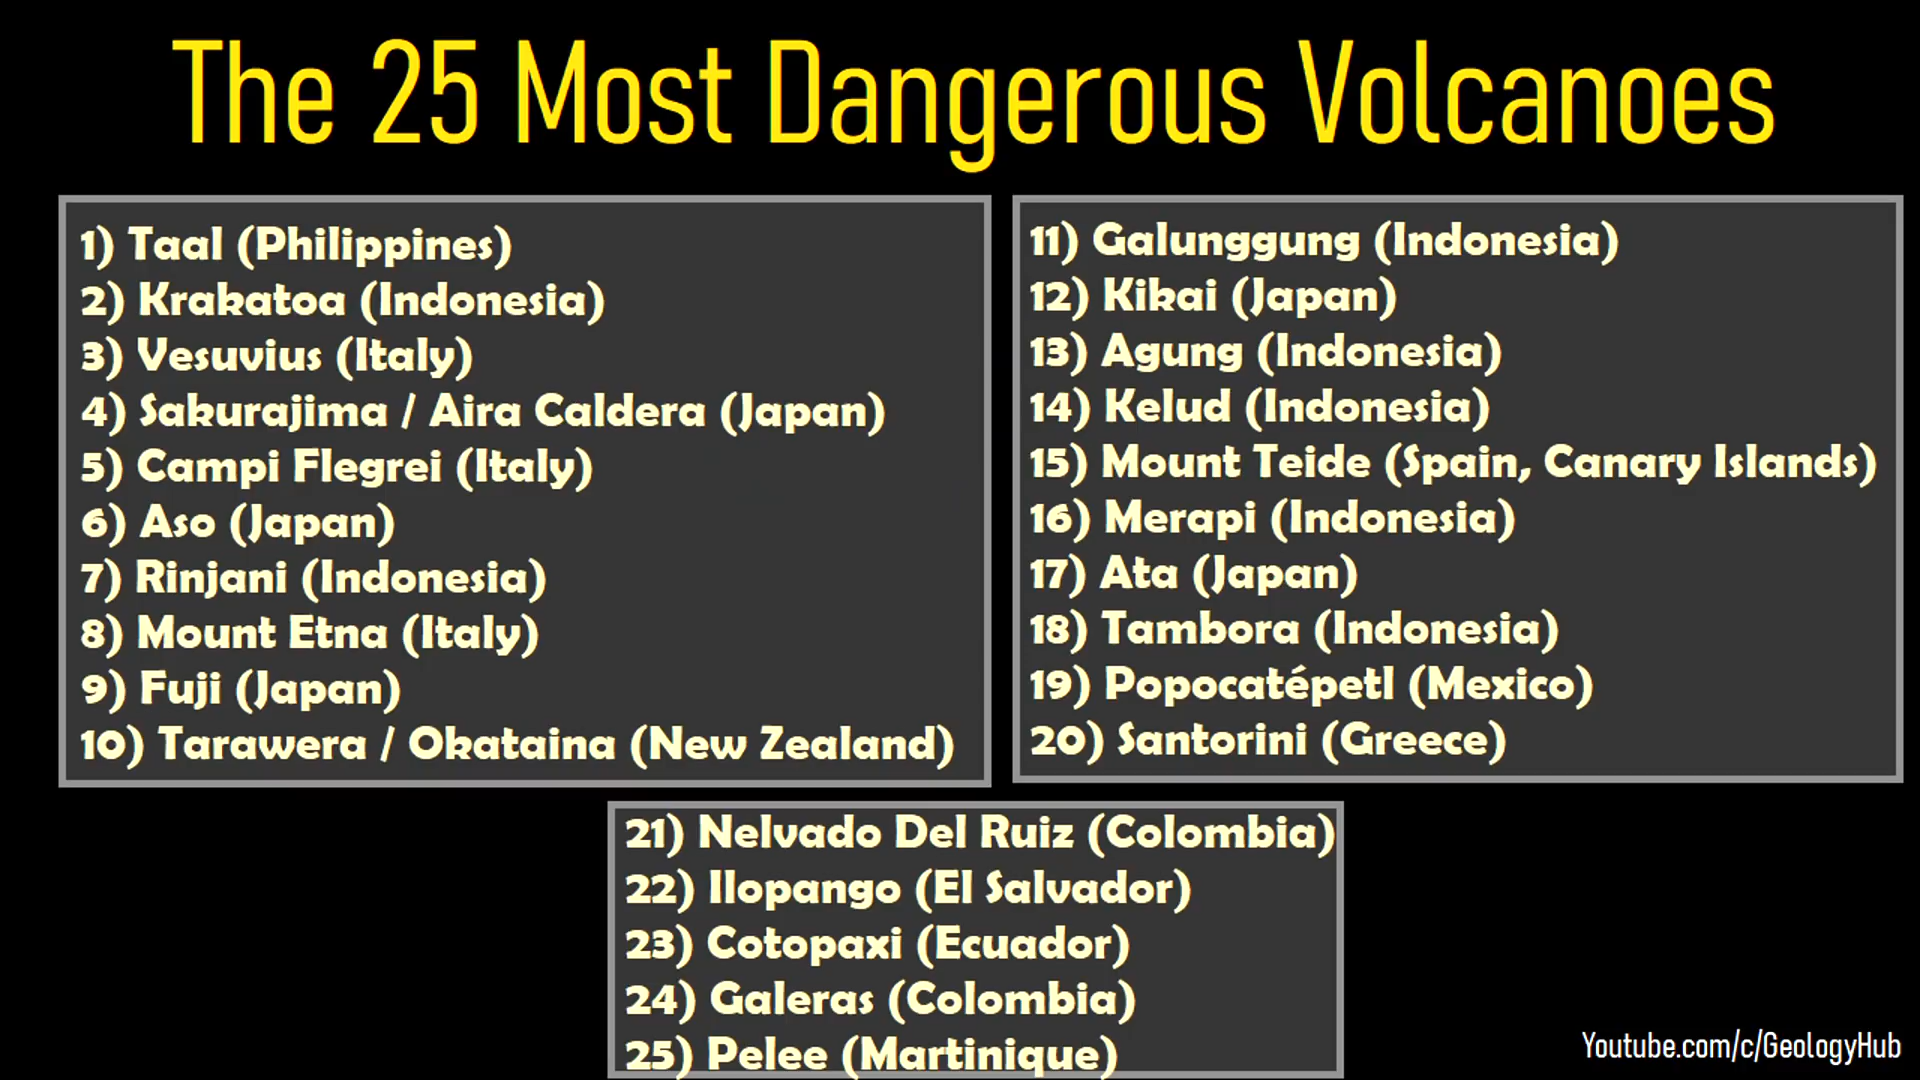 The 25 Most Dangerous Volcanoes
1) Taal (Philippines)
2) Krakatoa (Indonesia)
3) Vesuvius (Italy)
4) Sakurajima / Aira Caldera (Japan)
5) Campi Flegrei (Italy)
6) Aso (Japan)
7) Rinjani (Indonesia)
8) Mount Etna (Italy)
9) Fuji (Japan)
10) Tarawera / Okataina (New Zealand)
11) Galunggung (Indonesia)
12) Kikai (Japan)
13) Agung (Indonesia)
14) Kelud (Indonesia)
15) Mount Teide (Spain, Canary Islands)
16) Merapi (Indonesia)
17) Ata (Japan)
18) Tambora (Indonesia)
19) Popocatépetl (Mexico)
20) Santorini (Greece)
21) Nelvado Del Ruiz (Colombia)
22) Ilopango (El Salvador)
23) Cotopaxi (Ecuador)
24) Galeras (Colombia)
25) Pelee (Martinique)
Youtube.com/c/GeologyHub